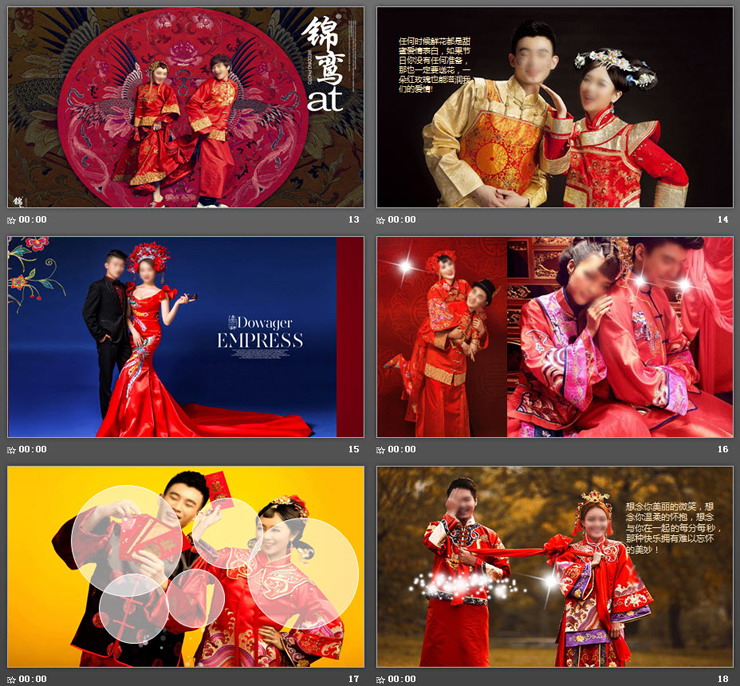 锦
鸾
at
锦
00:00
13
任何时候鲜花都是甜
蜜爱情表白，如果节
日你没有任何准备，
那也一定要送花，一
朵红玫瑰也能滋润我
们的爱情!
00:00
14
Dowager
EMPRESS
00:00
15
00:00
16
00:00
17
想念你美丽的微笑，想
念你温柔的怀抱，想念
与你在一起的每分每秒，
那种快乐拥有难以忘怀
的美妙！
00:00
18